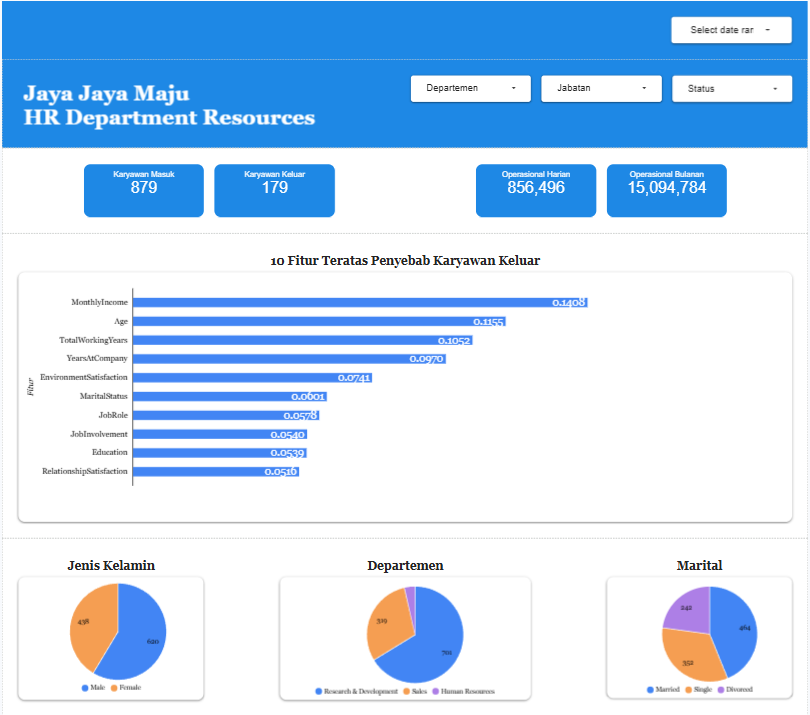 Select date rar
Jaya Jaya Maju
HR Department Resources
Departemen
Jabatan
Status
Karyawan Masuk
879
Karyawan Keluar
179
Operasional Harian
856,496
Operasional Bulanan
15,094,784
10 Fitur Teratas Penyebab Karyawan Keluar
Fitur
MonthlyIncome 0.1408
Age 0.1155
TotalWorkingYears 0.1052
YearsAtCompany 0.0970
EnvironmentSatisfaction 0.0741
MaritalStatus 0.0601
JobRole 0.0578
JobInvolvement 0.0540
Education 0.0539
RelationshipSatisfaction 0.0516
Jenis Kelamin
438
620
Male Female
Departemen
319
701
Research & Development Sales Human Resources
Marital
242
464
352
Married Single Divorced